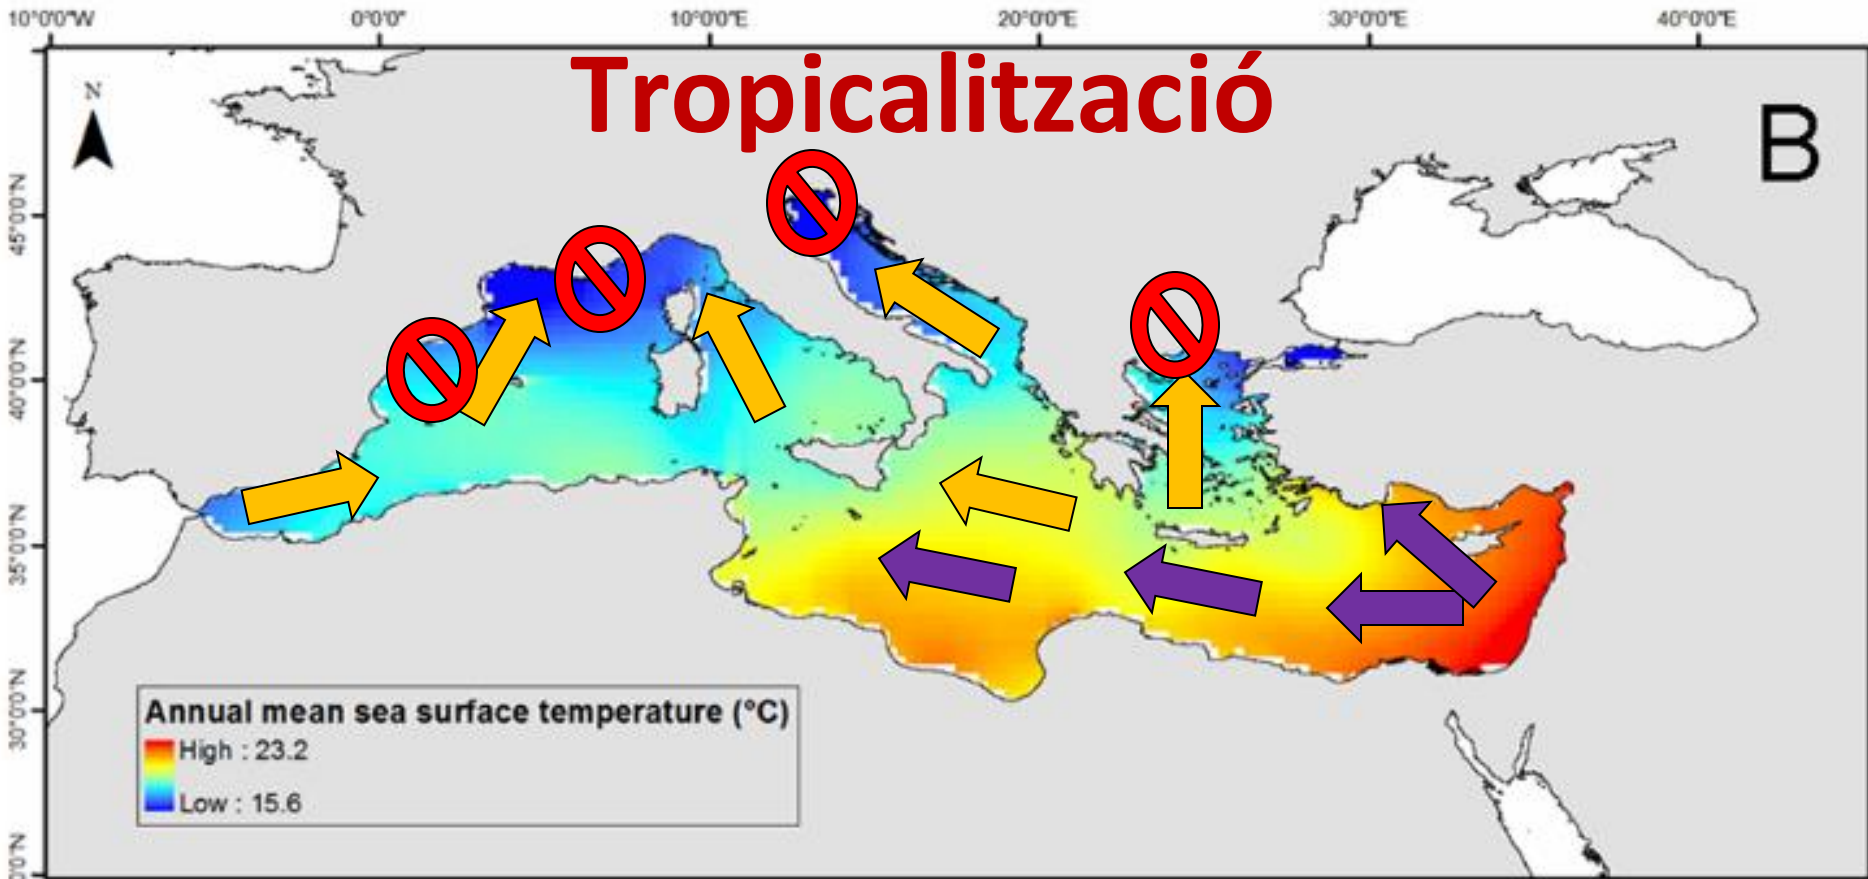 10°0'0"W 0°0'0" 10°0'0"E 20°0'0"E 30°0'0"E 40°0'0"E
Tropicalització
N
B
45°0'0"N
40°0'0"N
35°0'0"N
30°0'0"N
Annual mean sea surface temperature (°C)
High : 23.2
Low : 15.6